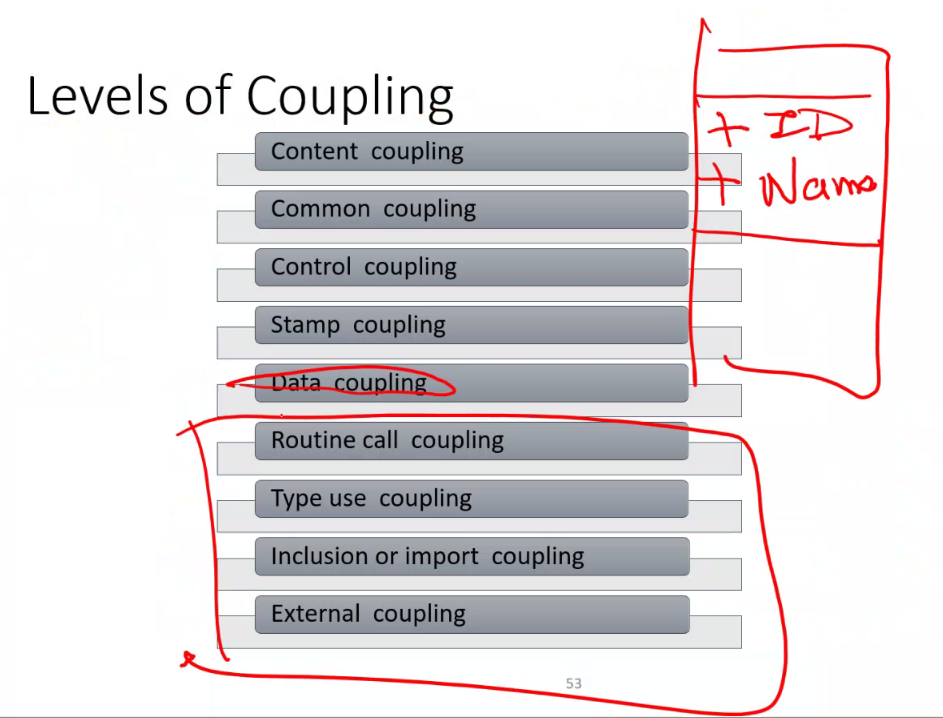 Levels of Coupling
+ ID
+ Name
Content coupling
Common coupling
Control coupling
Stamp coupling
Data coupling
Routine call coupling
Type use coupling
Inclusion or import coupling
External coupling
53